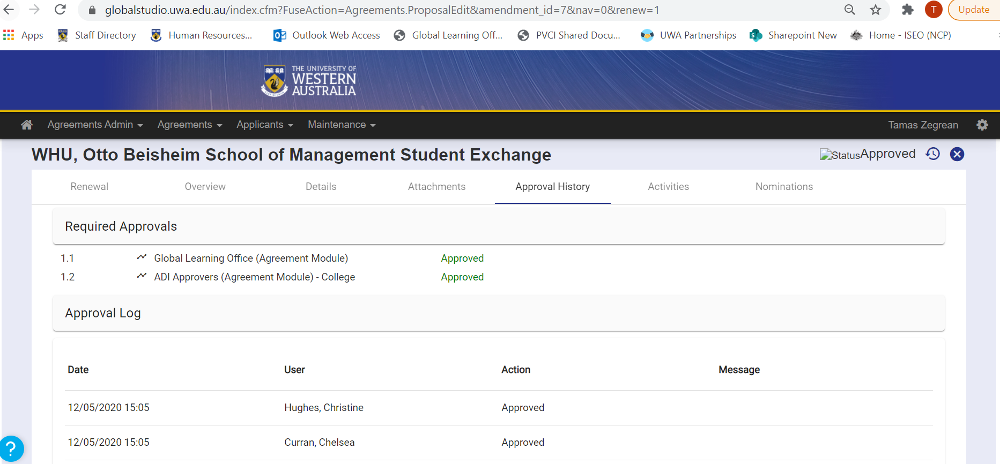 globalstudio.uwa.edu.au/index.cfm?FuseAction=Agreements.ProposalEdit&amendment_id=7&nav=0&renew=1 T Update
Apps Staff Directory Human Resources... Outlook Web Access Global Learning Off... PVCI Shared Docu... UWA Partnerships Sharepoint New Home - ISEO (NCP)
THE UNIVERSITY OF
WESTERN
AUSTRALIA
Agreements Admin Agreements Applicants Maintenance Tamas Zegrean
WHU, Otto Beisheim School of Management Student Exchange StatusApproved
Renewal Overview Details Attachments Approval History Activities Nominations
Required Approvals
1.1 Global Learning Office (Agreement Module) Approved
1.2 ADI Approvers (Agreement Module) - College Approved
Approval Log
Date User Action Message
12/05/2020 15:05 Hughes, Christine Approved
12/05/2020 15:05 Curran, Chelsea Approved
?